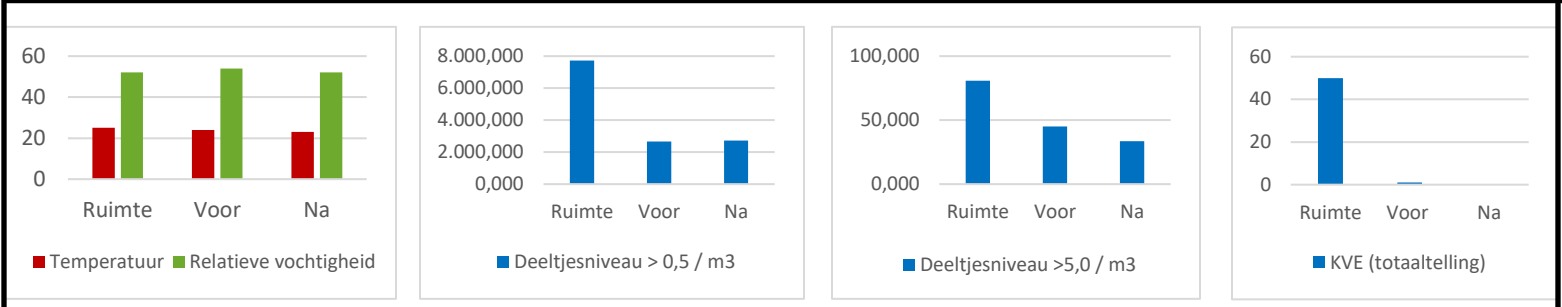 60
40
20
0
Ruimte Voor Na
Temperatuur Relatieve vochtigheid
8.000,000
6.000,000
4.000,000
2.000,000
0,000
Ruimte Voor Na
Deeltjesniveau > 0,5 / m3
100,000
50,000
0,000
Ruimte Voor Na
Deeltjesniveau >5,0 / m3
60
40
20
0
Ruimte Voor Na
KVE (totaaltelling)